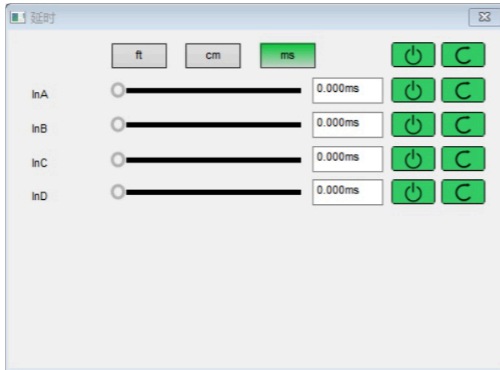 延时
ft cm ms
InA 0.000ms
InB 0.000ms
InC 0.000ms
InD 0.000ms